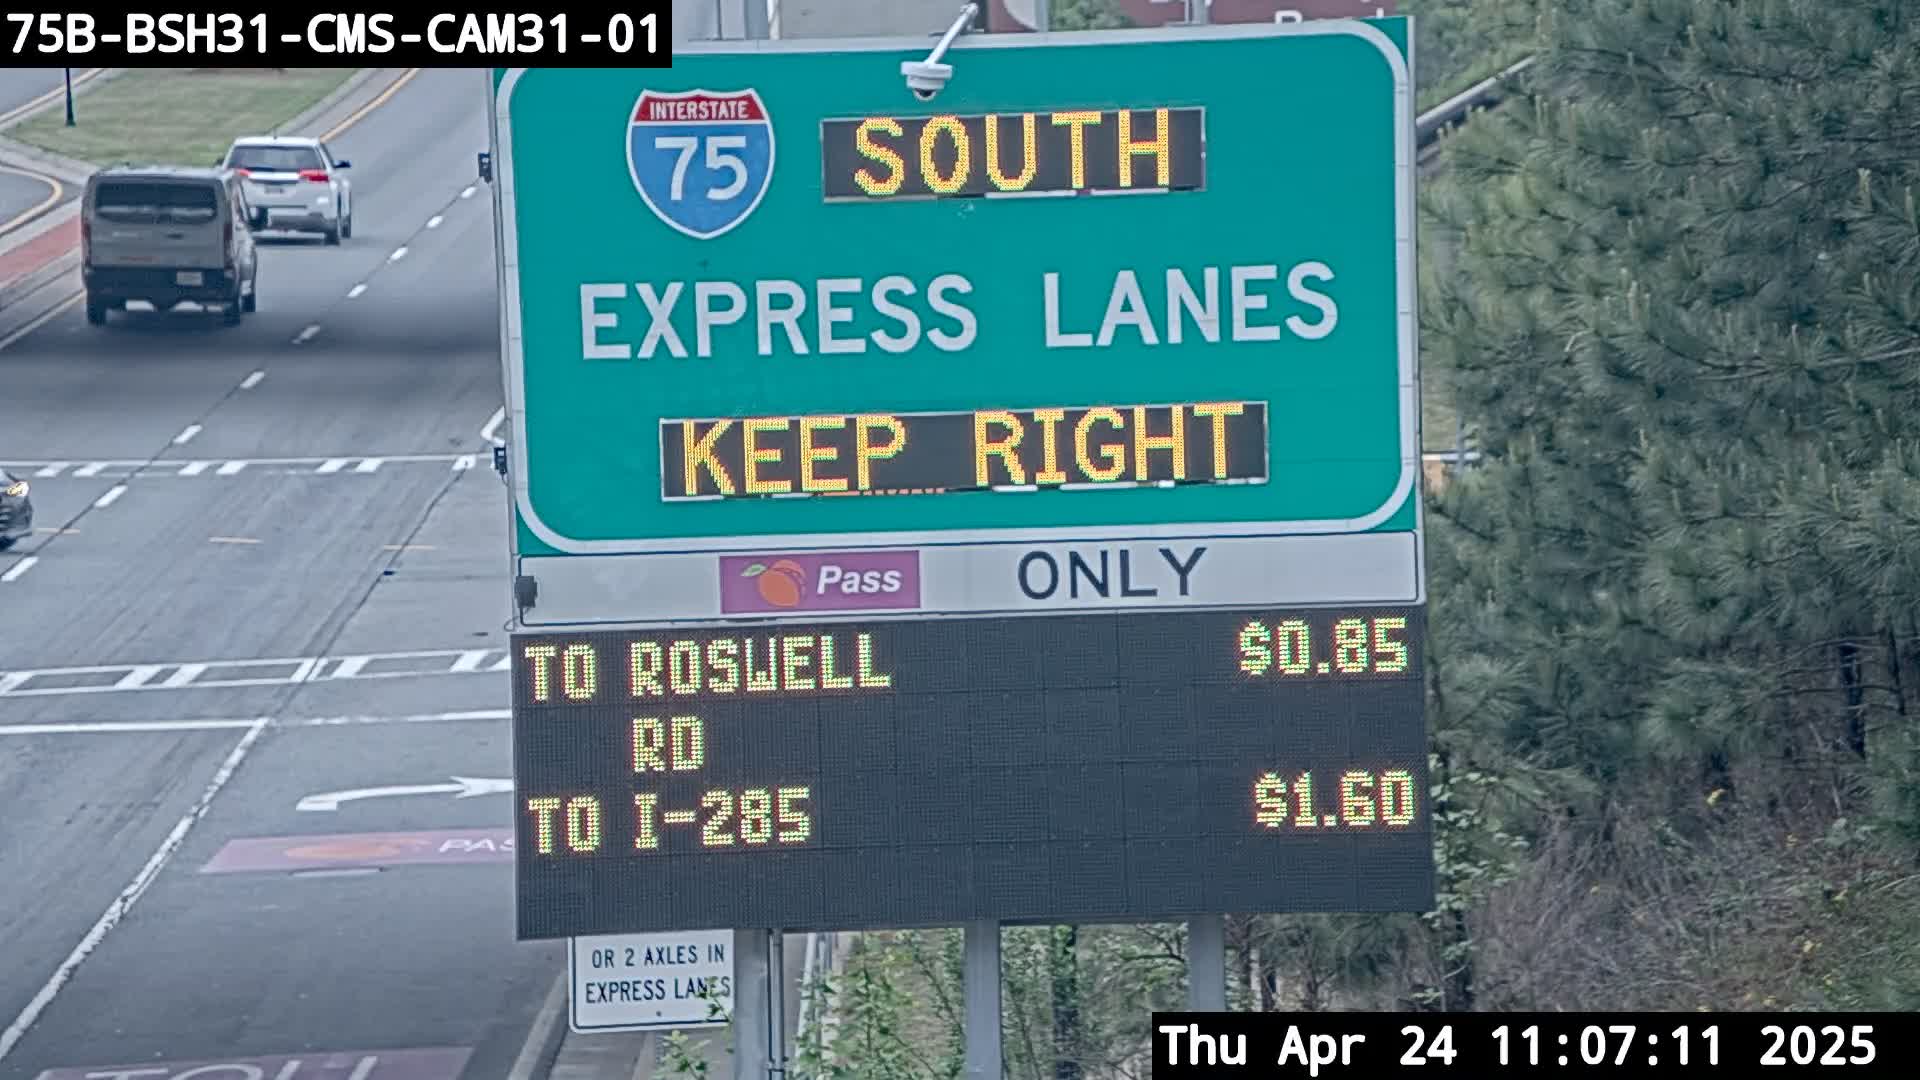 75B-BSH31-CMS-CAM31-01
INTERSTATE
75
SOUTH
EXPRESS LANES
KEEP RIGHT
Pass ONLY
TO ROSWELL $0.85
RD
TO I-285 $1.60
PAS
OR 2 AXLES IN
EXPRESS LANES
Thu Apr 24 11:07:11 2025